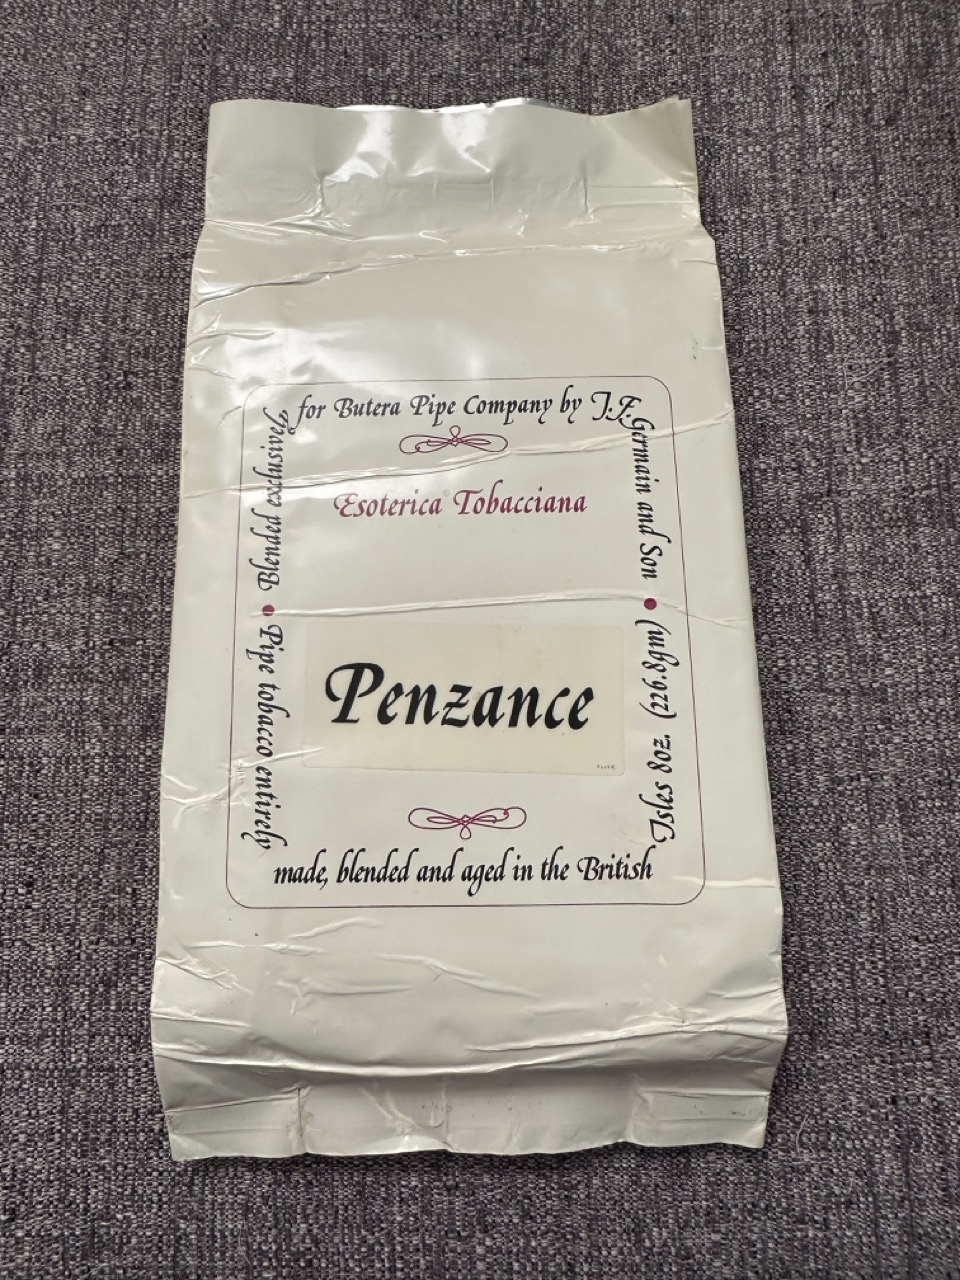 Blended exclusively
for Butera Pipe Company by J.F.
Germain and Son
Esoterica Tobacciana
Penzance
Pipe tobacco entirely
made, blended and aged in the British
Isles 8oz. (226.8gm)